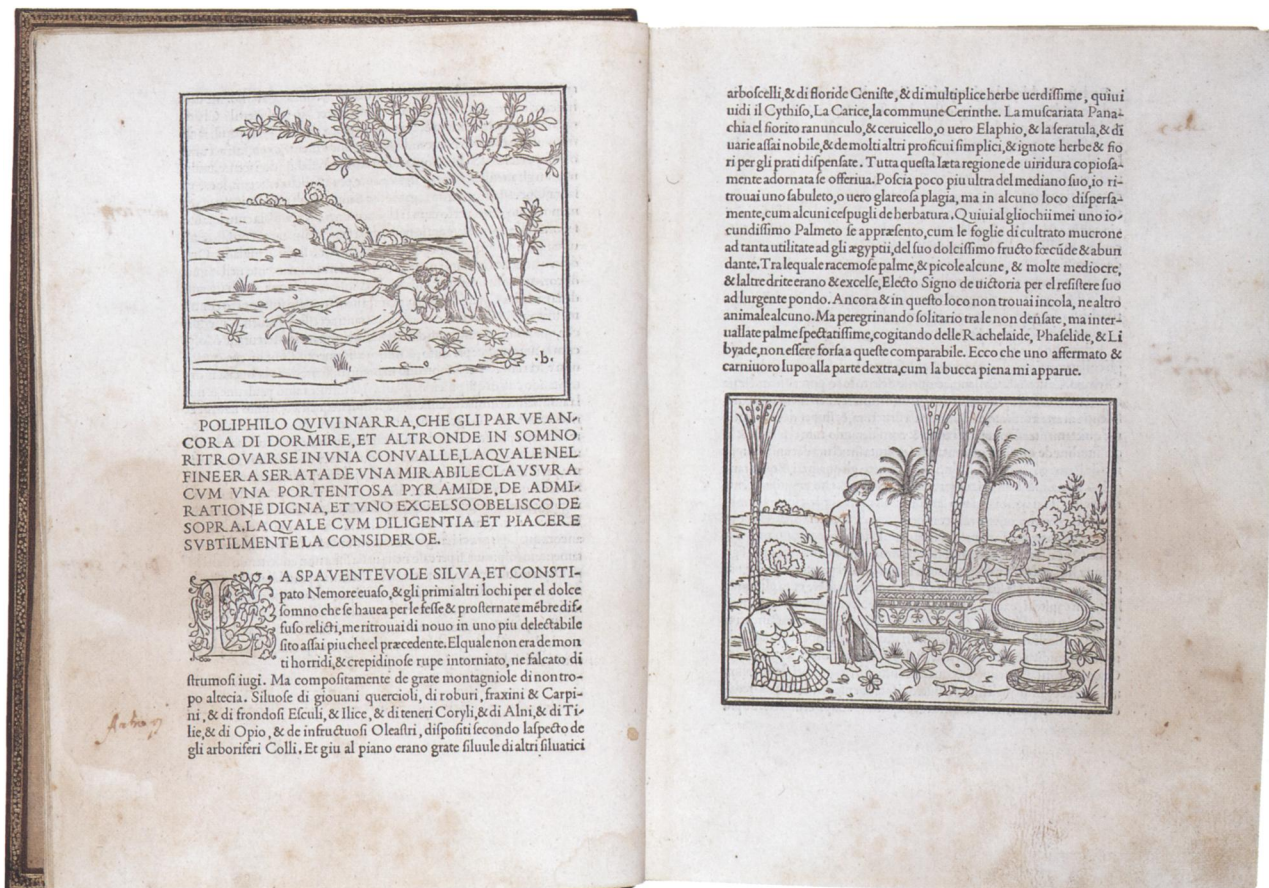 .b.
POLIPHILO QVIVI NARRA, CHE GLI PARVE AN-
CORA DI DORMIRE, ET ALTRONDE IN SOMNO
RITROVARSE IN VNA CONVALLE, LAQVALE NEL
FINE ERA SERATA DE VNA MIRABILE CLAVSVRA
CVM VNA PORTENTOSA PYRAMIDE, DE ADMI-
RATIONE DIGNA, ET VNO EXCELSO OBELISCO DE
SOPRA. LAQVALE CVM DILIGENTIA ET PIACERE
SVBTILMENTE LA CONSIDEROE.
LA SPAVENTEVOLE SILVA, ET CONSTI-
pato Nemore euaso, & gli primi altri lochi per el dolce
somno che se hauea per le fesse & prosternate mẽbre dif-
fuso relicti, me ritrouai di nouo in uno piu delectabile
sito assai piu che el præcedente. El quale non era de mon
ti horridi, & crepidinose rupe intorniato, ne falcato di
strumosi iugi. Ma compositamente de grate montagniole di non tro-
po altecia. Siluose di giouani quercioli, di roburi, fraxini & Carpi-
ni, & di frondosi Esculi, & Ilice, & di teneri Coryli, & di Alni, & di Ti-
lie, & di Opio, & de infructuosi Oleastri, dispositi secondo laspecto de
gli arboriferi Colli. Et giu al piano erano grate siluule di altri siluatici
arboscelli, & di floride Geniste, & di multiplice herbe uerdissime, quiui
uidi il Cythiso, La Carice, la commune Cerinthe. La muscariata Pana-
chia el fiorito ranunculo, & ceruicello, o uero Elaphio, & la seratula, & di
uarie assai nobile, & de molti altri proficui simplici, & ignote herbe & fio
ri per gli prati dispensate. Tutta questa læta regione de uiridura copiosa-
mente adornata se offeriua. Poscia poco piu ultra del mediano suo, io ri-
trouai uno sabuleto, o uero glareosa plagia, ma in alcuno loco dispersa-
mente, cum alcuni cespugli de herbatura. Quiui al gliochii mei uno io-
cundissimo Palmeto se appræsento, cum le foglie di cultrato mucrone
ad tanta utilitate ad gli ægyptii, del suo dolcissimo fructo fœcũde & abun
dante. Tra lequale racemose palme, & picole alcune, & molte mediocre,
& laltre drite erano & excelse, Electo Signo de uictoria per el resistere suo
ad lurgente pondo. Ancora & in questo loco non trouai incola, ne altro
animale alcuno. Ma peregrinando solitario tra le non densate, ma inter-
uallate palme spectatissime, cogitando delle Rachelaide, Phaselide, & Li
byade, non essere forsa a queste comparabile. Ecco che uno affermato &
carniuoro lupo alla parte dextra, cum la bucca piena mi apparue.